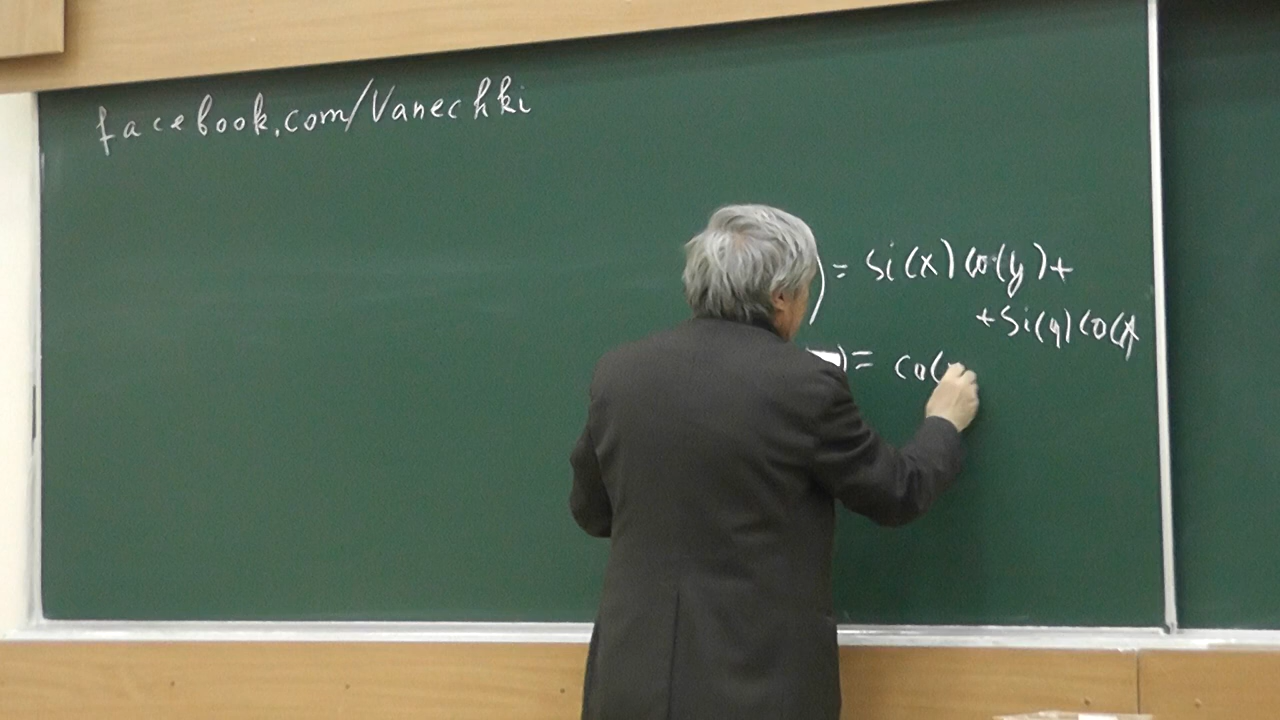 facebook.com/Vanechki
) = si(x) co(y) +
+ si(y) co(x
) = co(